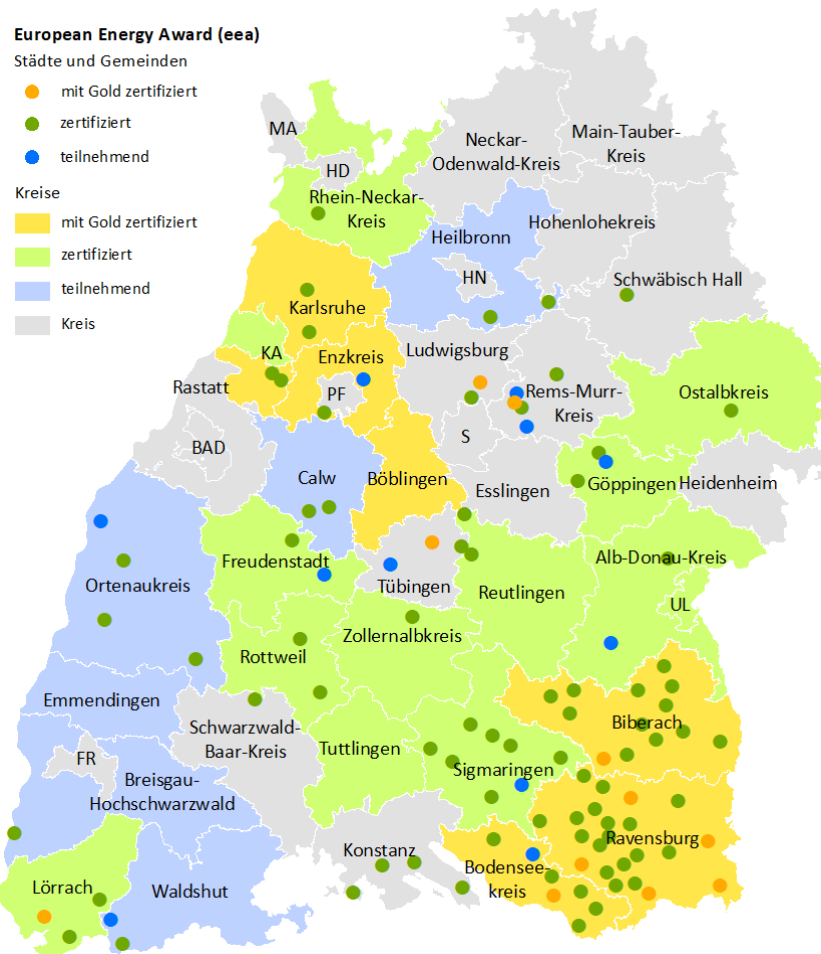 European Energy Award (eea)
Städte und Gemeinden
mit Gold zertifiziert
zertifiziert
teilnehmend
Kreise
mit Gold zertifiziert
zertifiziert
teilnehmend
Kreis
MA
HD
Neckar-
Odenwald-Kreis
Main-Tauber-
Kreis
Rhein-Neckar-
Kreis
Heilbronn
Hohenlohekreis
HN
Schwäbisch Hall
Karlsruhe
KA
Enzkreis
Ludwigsburg
Rastatt
PF
Rems-Murr-
Kreis
Ostalbkreis
S
BAD
Calw
Böblingen
Esslingen
Göppingen
Heidenheim
Ortenaukreis
Freudenstadt
Tübingen
Reutlingen
Alb-Donau-Kreis
UL
Zollernalbkreis
Rottweil
Emmendingen
Schwarzwald-
Baar-Kreis
Tuttlingen
Sigmaringen
Biberach
FR
Breisgau-
Hochschwarzwald
Ravensburg
Konstanz
Bodensee-
kreis
Lörrach
Waldshut